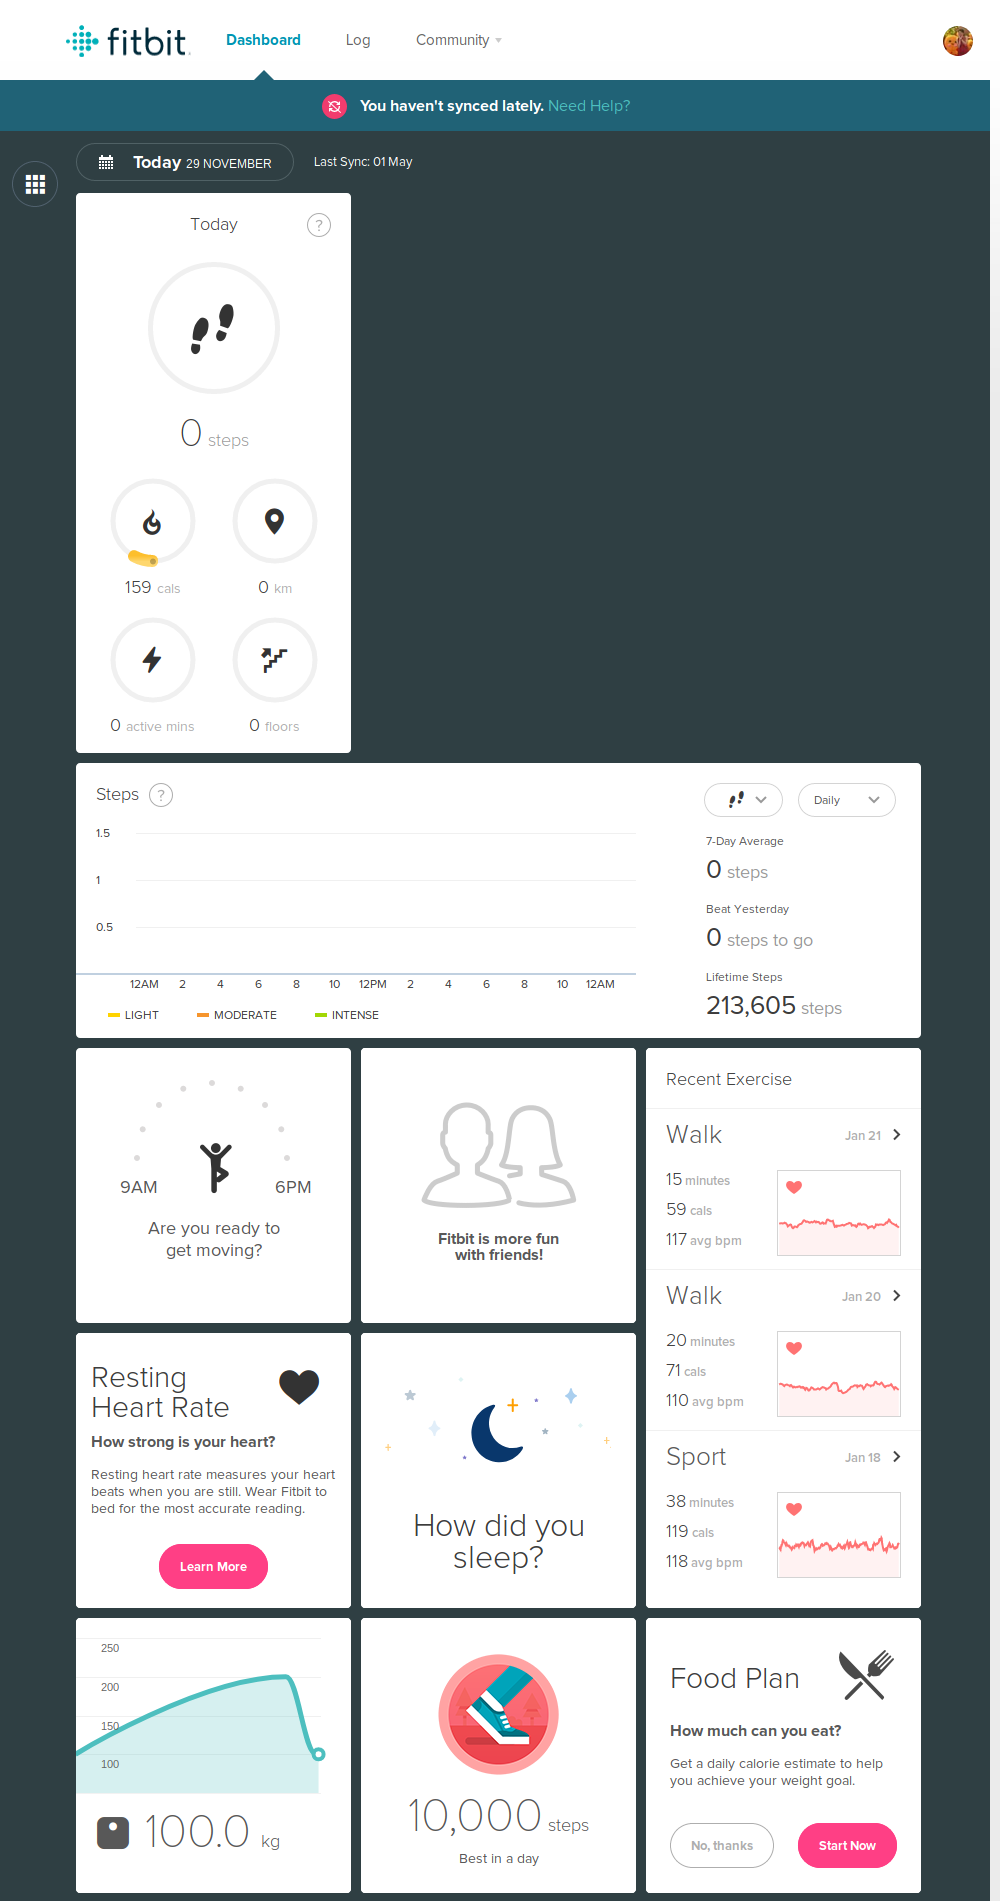 fitbit
Dashboard Log Community
You haven't synced lately. Need Help?
Today 29 NOVEMBER Last Sync: 01 May
Today ?
0 steps
159 cals 0 km
0 active mins 0 floors
Steps ?
Daily
1.5
1
0.5
12AM 2 4 6 8 10 12PM 2 4 6 8 10 12AM
LIGHT MODERATE INTENSE
7-Day Average
0 steps
Beat Yesterday
0 steps to go
Lifetime Steps
213,605 steps
9AM 6PM
Are you ready to
get moving?
Fitbit is more fun
with friends!
Recent Exercise
Walk Jan 21
15 minutes
59 cals
117 avg bpm
Walk Jan 20
20 minutes
71 cals
110 avg bpm
Sport Jan 18
38 minutes
119 cals
118 avg bpm
Resting
Heart Rate
How strong is your heart?
Resting heart rate measures your heart
beats when you are still. Wear Fitbit to
bed for the most accurate reading.
Learn More
How did you
sleep?
250
200
150
100
100.0 kg
10,000 steps
Best in a day
Food Plan
How much can you eat?
Get a daily calorie estimate to help
you achieve your weight goal.
No, thanks Start Now